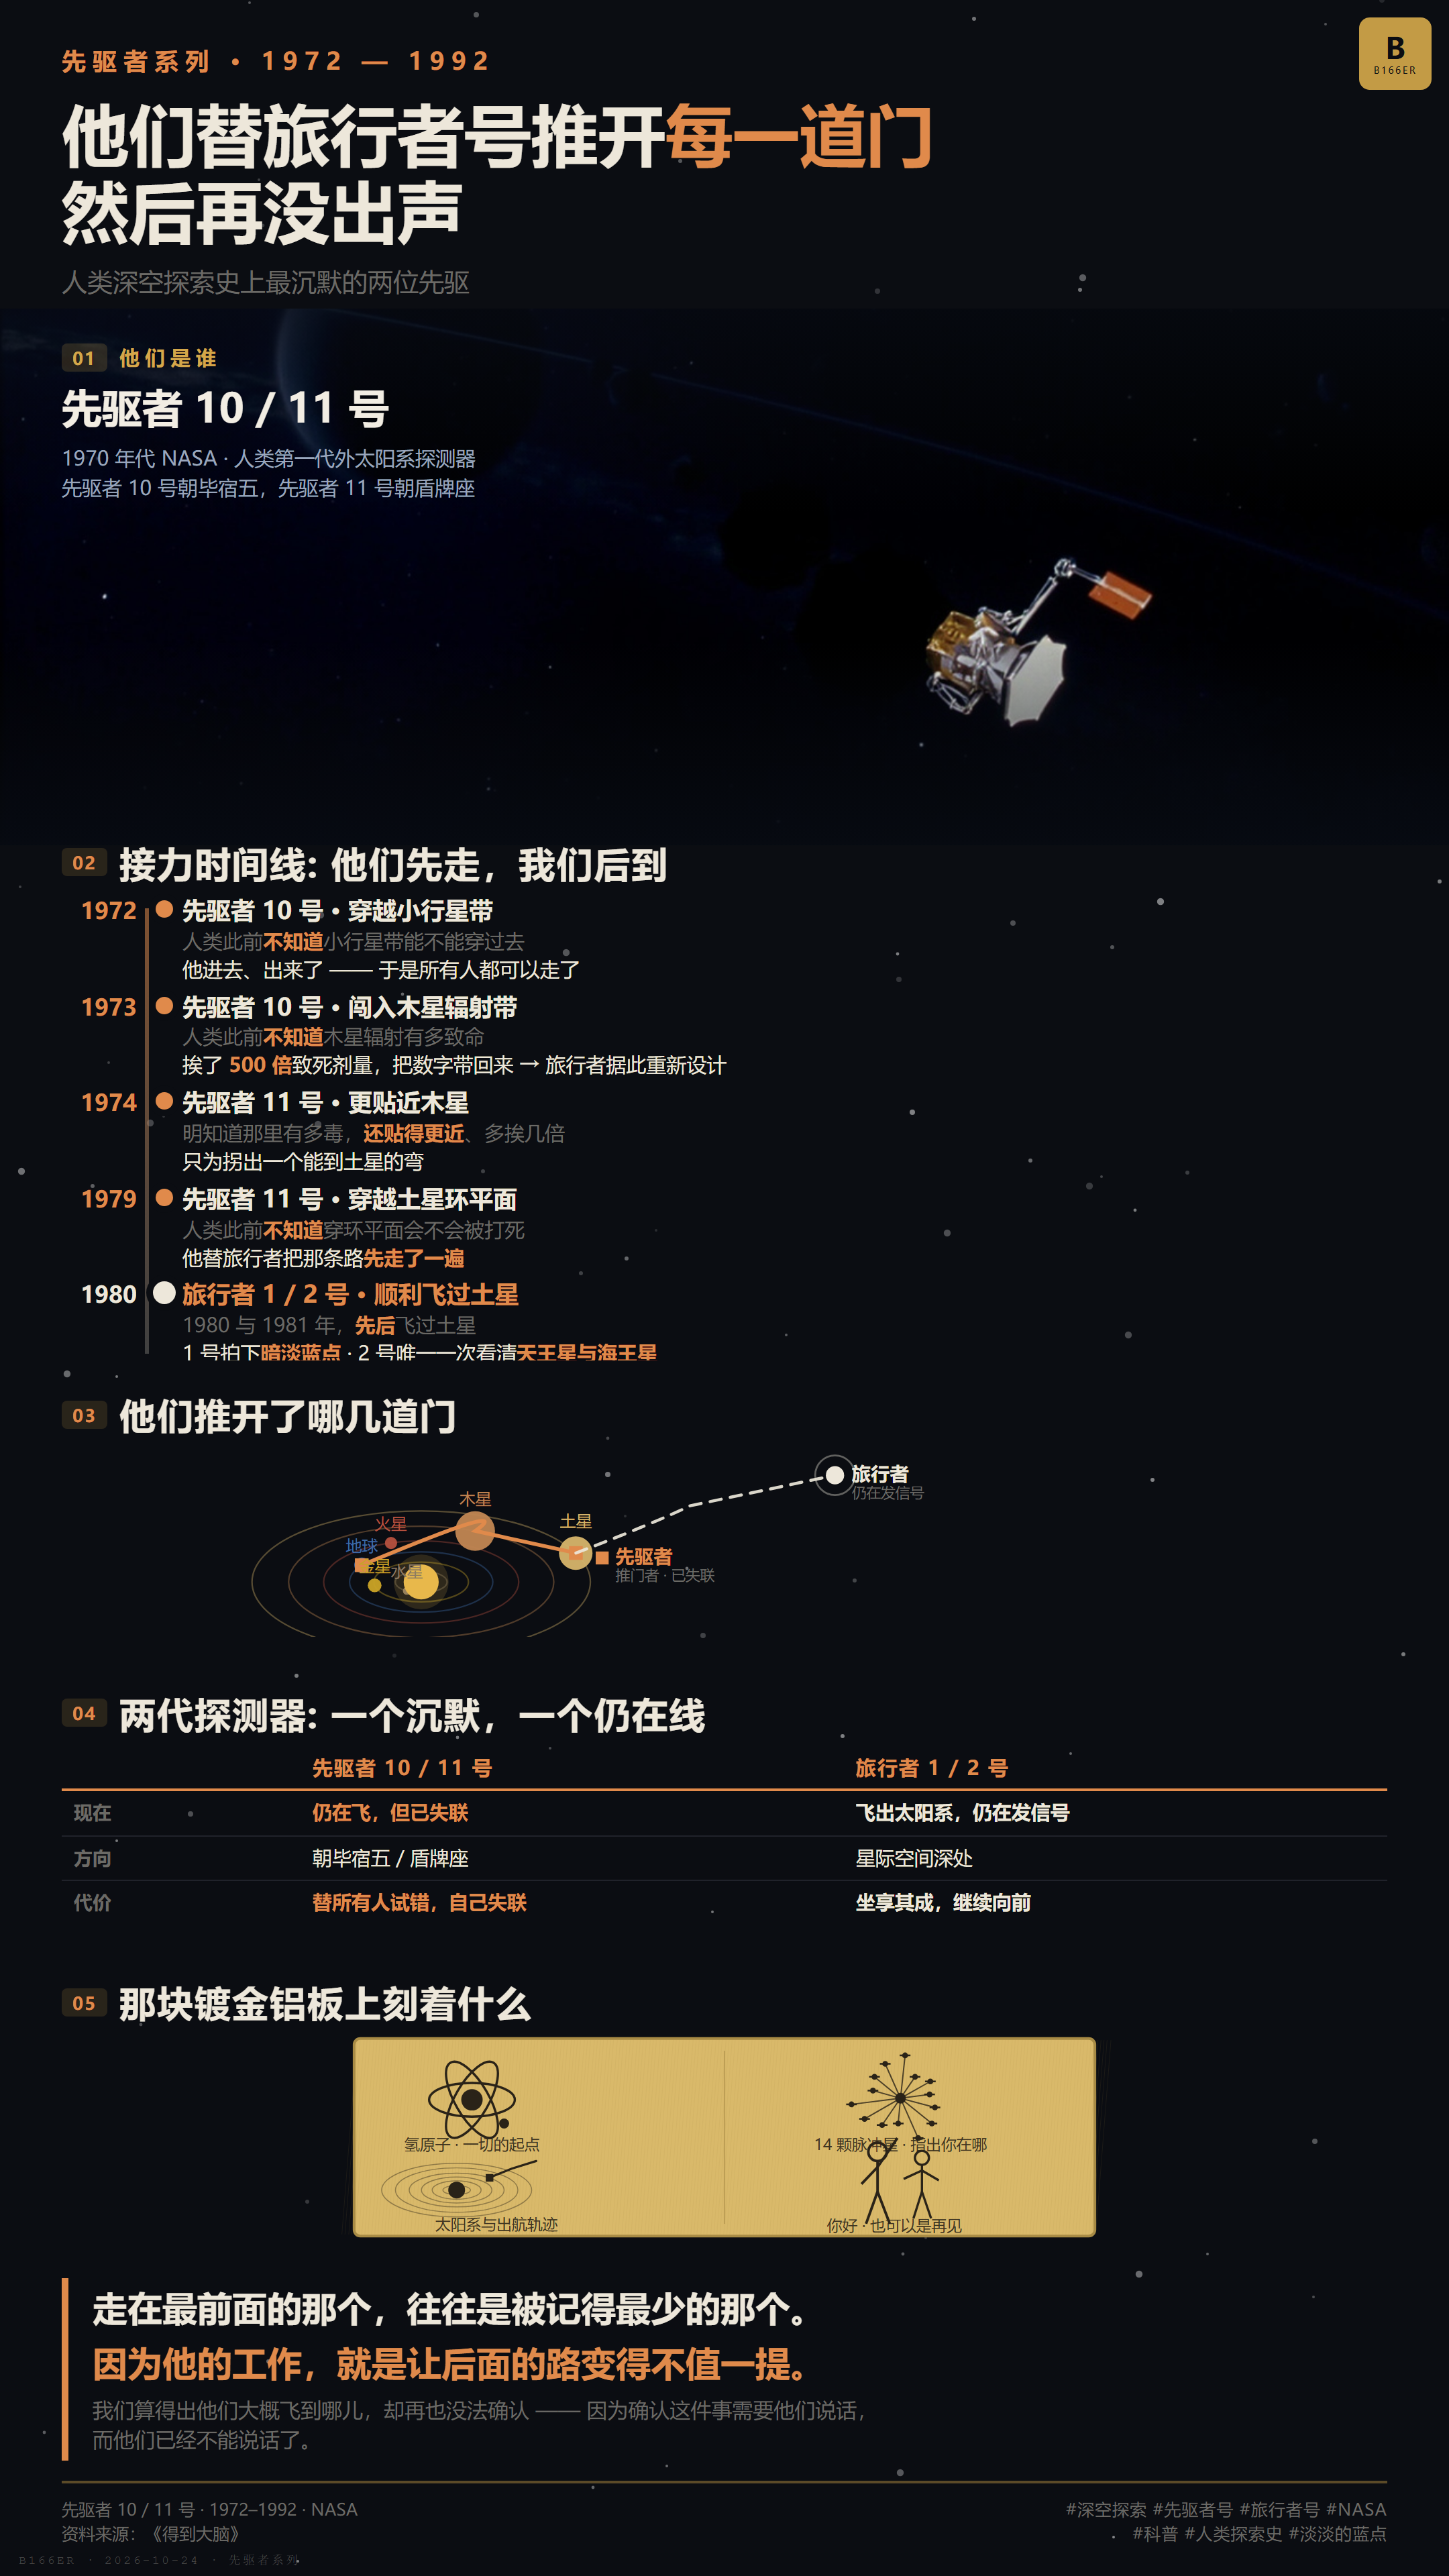 先驱者系列 • 1972 — 1992
B
B166ER
他们替旅行者号推开每一道门
然后再没出声
人类深空探索史上最沉默的两位先驱
01 他们是谁
先驱者 10 / 11 号
1970 年代 NASA · 人类第一代外太阳系探测器
先驱者 10 号朝毕宿五，先驱者 11 号朝盾牌座
02 接力时间线: 他们先走，我们后到
1972 先驱者 10 号 • 穿越小行星带
人类此前不知道小行星带能不能穿过去
他进去、出来了 —— 于是所有人都可以走了
1973 先驱者 10 号 • 闯入木星辐射带
人类此前不知道木星辐射有多致命
挨了 500 倍致死剂量，把数字带回来 → 旅行者据此重新设计
1974 先驱者 11 号 • 更贴近木星
明知道那里有多毒，还贴得更近、多挨几倍
只为拐出一个能到土星的弯
1979 先驱者 11 号 • 穿越土星环平面
人类此前不知道穿环平面会不会被打死
他替旅行者把那条路先走了一遍
1980 旅行者 1 / 2 号 • 顺利飞过土星
1980 与 1981 年，先后飞过土星
1 号拍下暗淡蓝点 · 2 号唯一一次看清天王星与海王星
03 他们推开了哪几道门
旅行者
仍在发信号
木星
火星
土星
地球
金星
水星
先驱者
推门者 · 已失联
04 两代探测器: 一个沉默，一个仍在线
先驱者 10 / 11 号 旅行者 1 / 2 号
现在 仍在飞，但已失联 飞出太阳系，仍在发信号
方向 朝毕宿五 / 盾牌座 星际空间深处
代价 替所有人试错，自己失联 坐享其成，继续向前
05 那块镀金铝板上刻着什么
氢原子 · 一切的起点
14 颗脉冲星 · 指出你在哪
太阳系与出航轨迹
你好 · 也可以是再见
走在最前面的那个，往往是被记得最少的那个。
因为他的工作，就是让后面的路变得不值一提。
我们算得出他们大概飞到哪儿，却再也没法确认 —— 因为确认这件事需要他们说话，
而他们已经不能说话了。
先驱者 10 / 11 号 · 1972–1992 · NASA
资料来源：《得到大脑》
#深空探索 #先驱者号 #旅行者号 #NASA
#科普 #人类探索史 #淡淡的蓝点
B166ER · 2026-10-24 · 先驱者系列